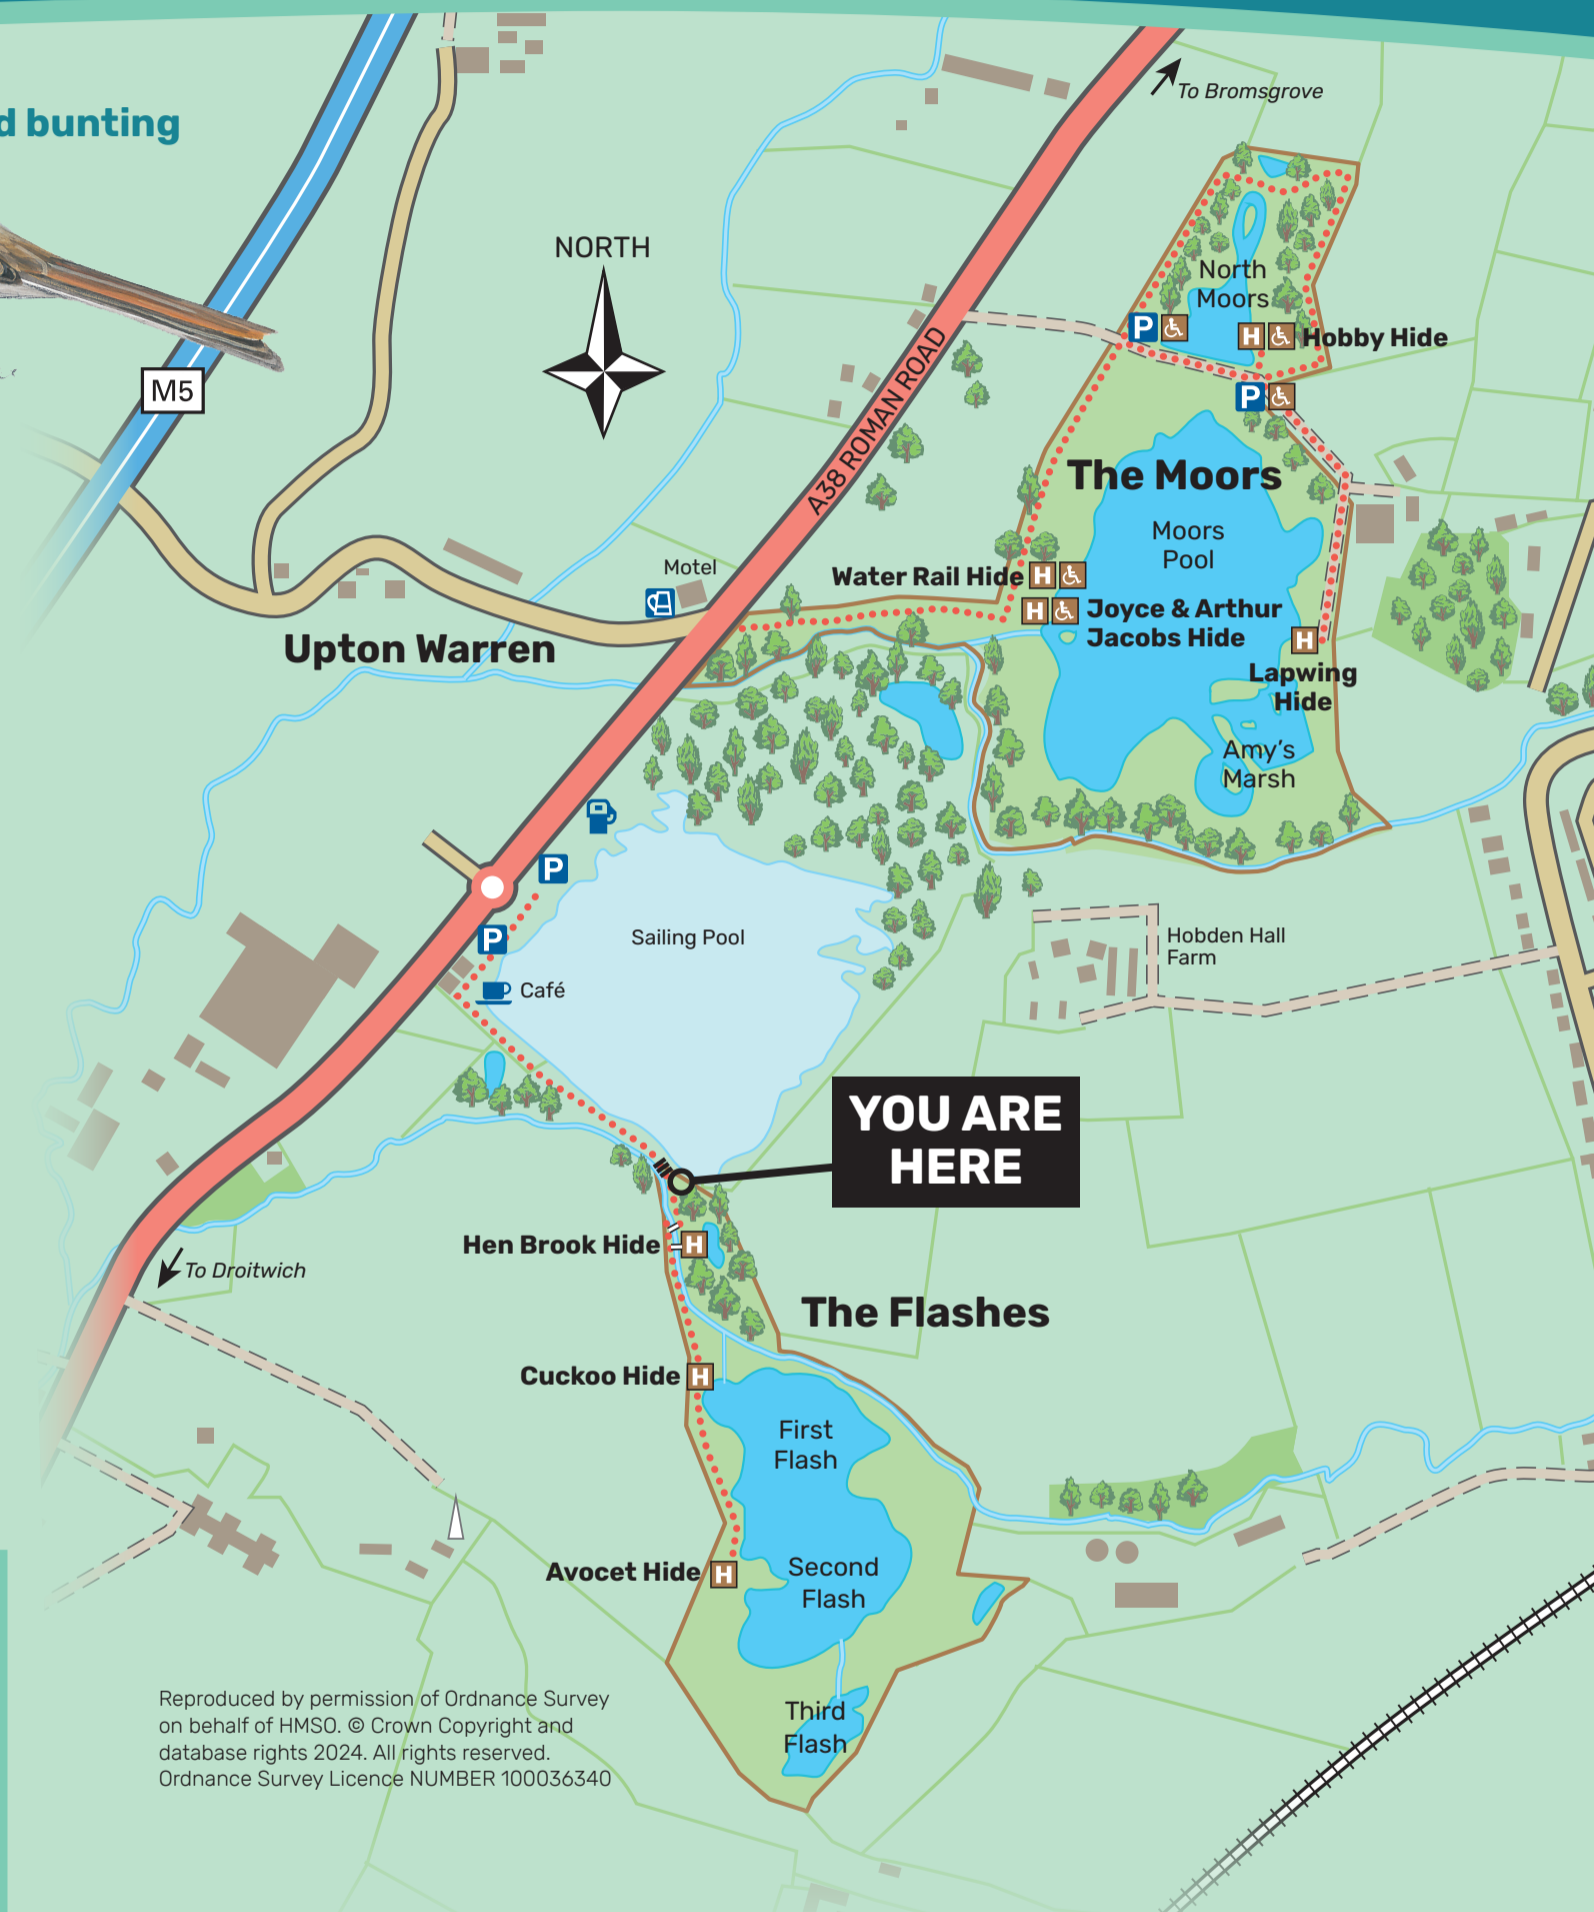 To Bromsgrove
d bunting
NORTH
North
Moors
P
H
Hobby Hide
M5
P
A38 ROMAN ROAD
The Moors
Moors
Pool
Motel
Water Rail Hide H
H Joyce & Arthur
Jacobs Hide
H
Upton Warren
Lapwing
Hide
Amy's
Marsh
P
P
Sailing Pool
Hobden Hall
Farm
Café
YOU ARE
HERE
Hen Brook Hide H
To Droitwich
The Flashes
Cuckoo Hide H
First
Flash
Avocet Hide H
Second
Flash
Third
Flash
Reproduced by permission of Ordnance Survey
on behalf of HMSO. © Crown Copyright and
database rights 2024. All rights reserved.
Ordnance Survey Licence NUMBER 100036340